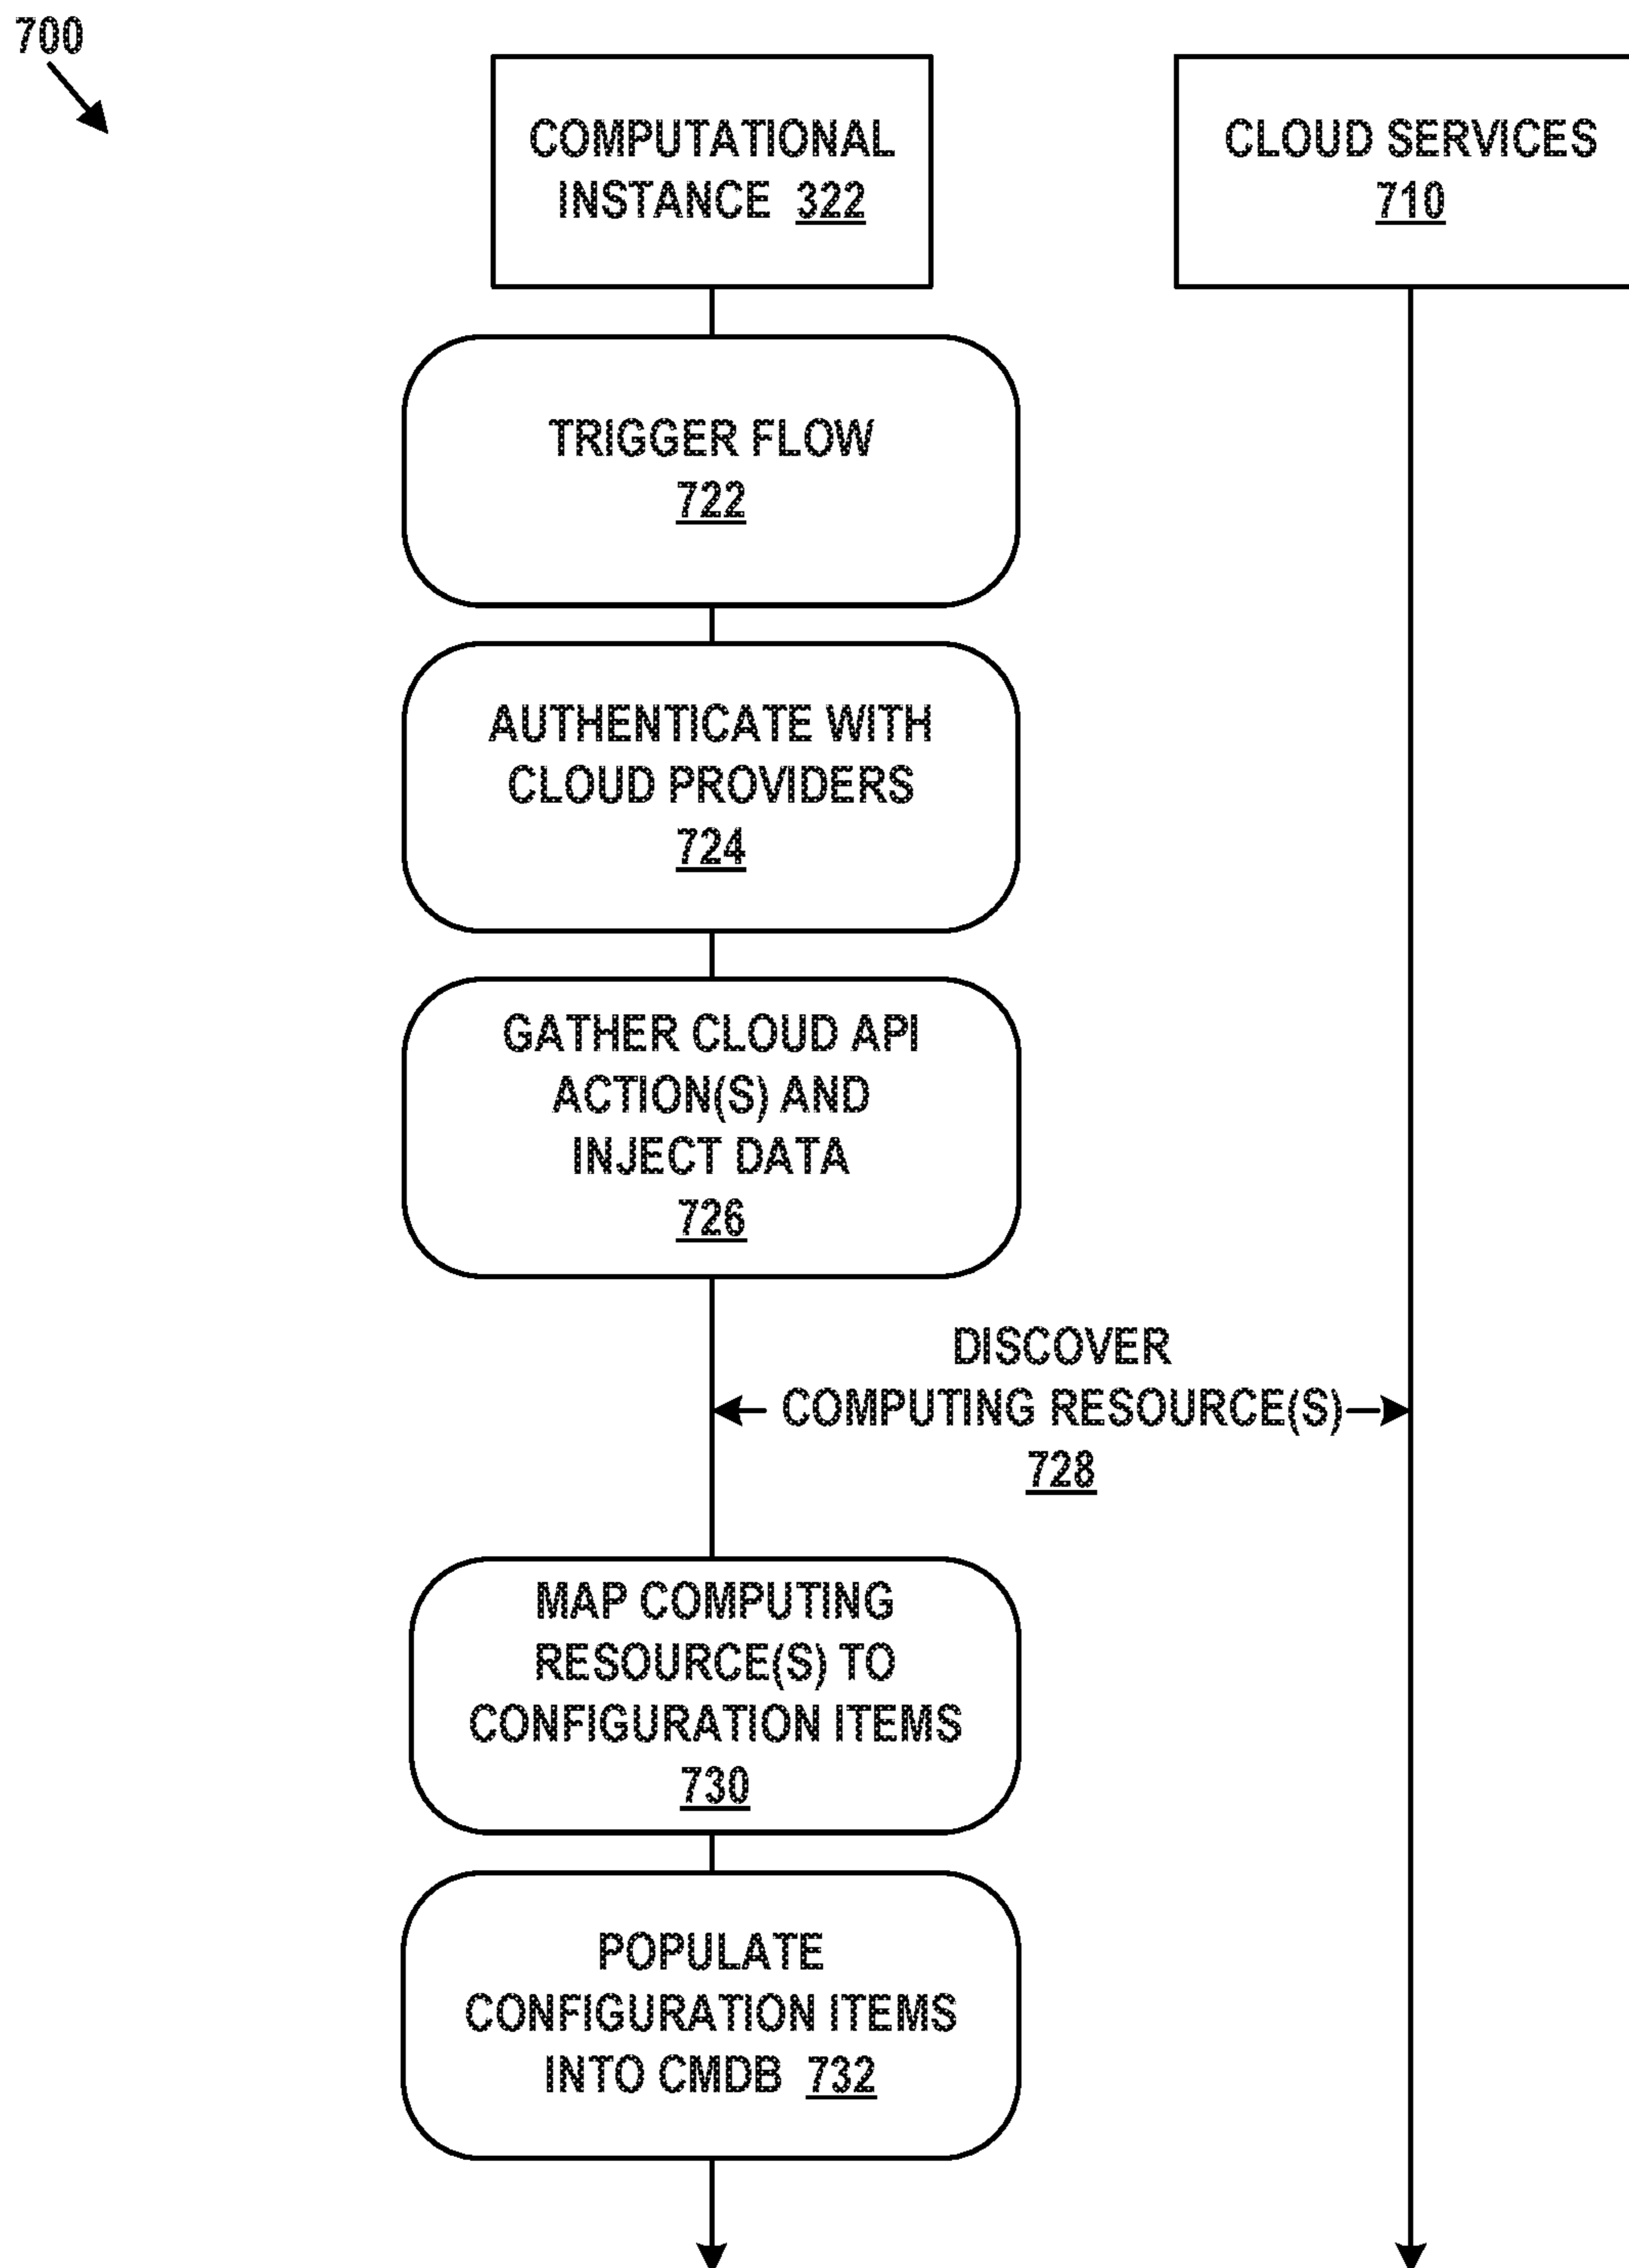 700
COMPUTATIONAL
INSTANCE 322
CLOUD SERVICES
710
TRIGGER FLOW
722
AUTHENTICATE WITH
CLOUD PROVIDERS
724
GATHER CLOUD API
ACTION(S) AND
INJECT DATA
726
DISCOVER
COMPUTING RESOURCE(S)
728
MAP COMPUTING
RESOURCE(S) TO
CONFIGURATION ITEMS
730
POPULATE
CONFIGURATION ITEMS
INTO CMDB 732